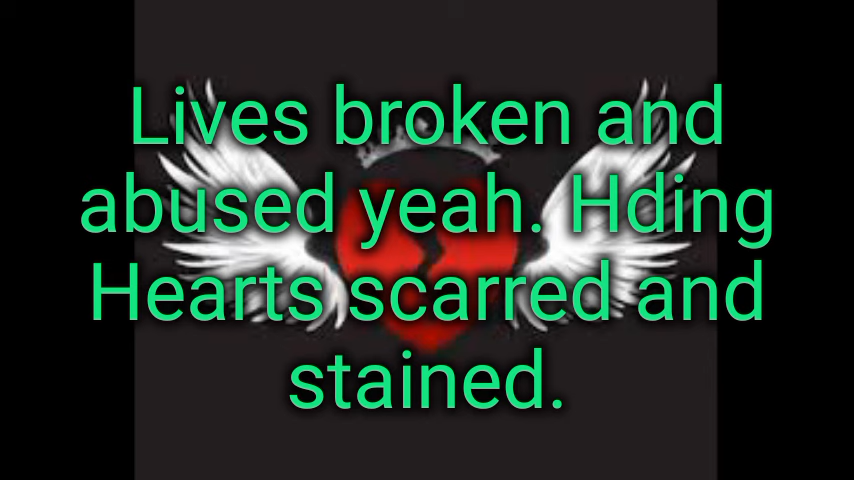 Lives broken and
abused yeah. Hding
Hearts scarred and
stained.